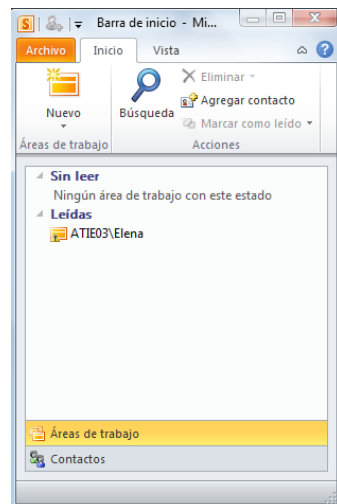 Barra de inicio - Mi...
Archivo Inicio Vista
Nuevo
Búsqueda
Eliminar
Agregar contacto
Marcar como leído
Áreas de trabajo
Acciones
Sin leer
Ningún área de trabajo con este estado
Leídas
ATIE03\Elena
Áreas de trabajo
Contactos